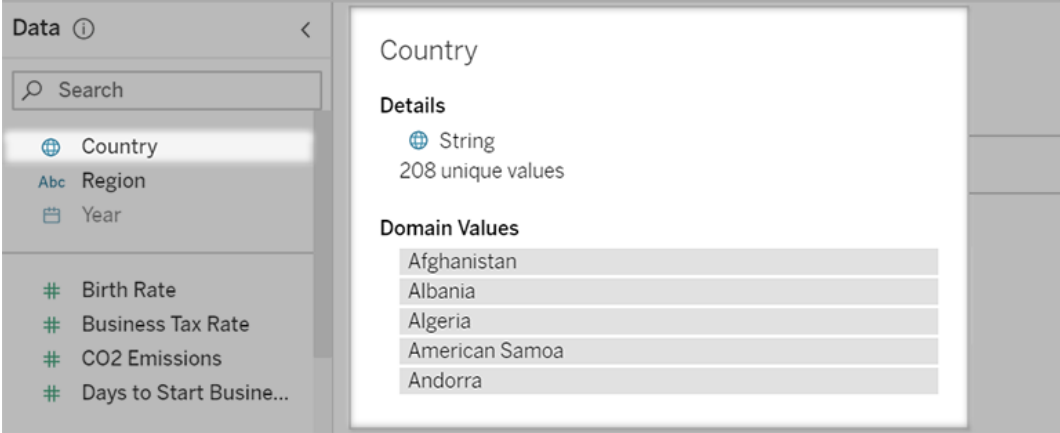 Data
Search
Country
Abc Region
Year
# Birth Rate
# Business Tax Rate
# CO2 Emissions
# Days to Start Busine...
Country
Details
String
208 unique values
Domain Values
Afghanistan
Albania
Algeria
American Samoa
Andorra